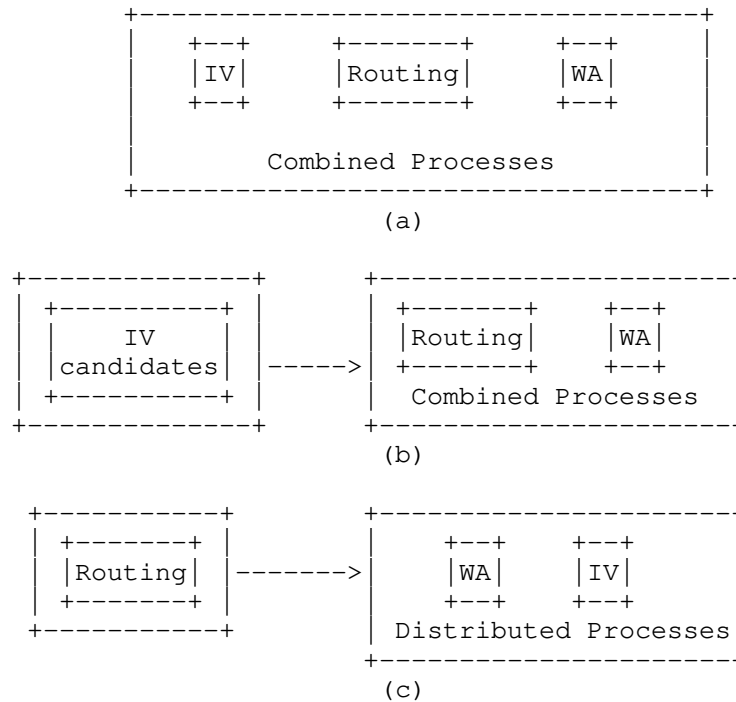 IV Routing WA
Combined Processes
(a)
IV Routing WA
candidates
Combined Processes
(b)
Routing WA IV
Distributed Processes
(c)